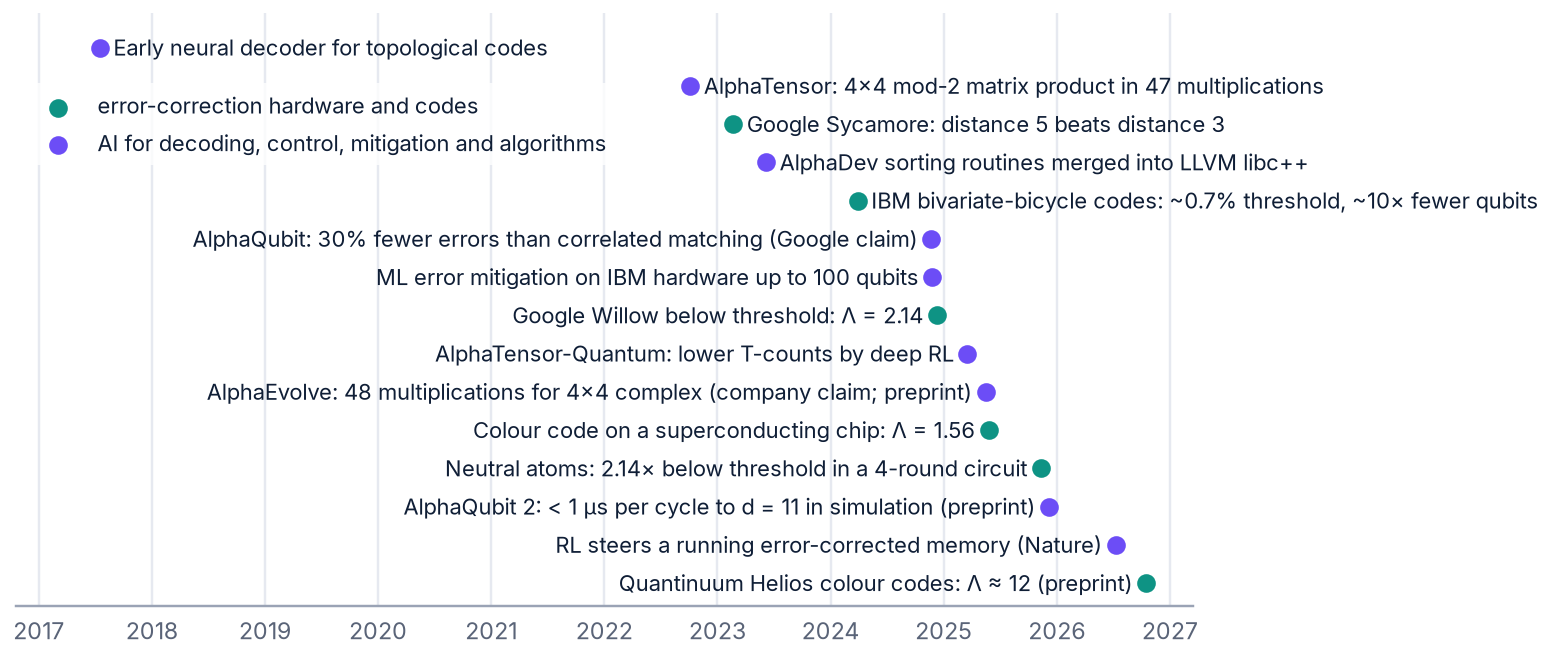 Early neural decoder for topological codes
AlphaTensor: 4×4 mod-2 matrix product in 47 multiplications
error-correction hardware and codes
Google Sycamore: distance 5 beats distance 3
AI for decoding, control, mitigation and algorithms
AlphaDev sorting routines merged into LLVM libc++
IBM bivariate-bicycle codes: ~0.7% threshold, ~10× fewer qubits
AlphaQubit: 30% fewer errors than correlated matching (Google claim)
ML error mitigation on IBM hardware up to 100 qubits
Google Willow below threshold: Λ = 2.14
AlphaTensor-Quantum: lower T-counts by deep RL
AlphaEvolve: 48 multiplications for 4×4 complex (company claim; preprint)
Colour code on a superconducting chip: Λ = 1.56
Neutral atoms: 2.14× below threshold in a 4-round circuit
AlphaQubit 2: < 1 µs per cycle to d = 11 in simulation (preprint)
RL steers a running error-corrected memory (Nature)
Quantinuum Helios colour codes: Λ ≈ 12 (preprint)
2017 2018 2019 2020 2021 2022 2023 2024 2025 2026 2027